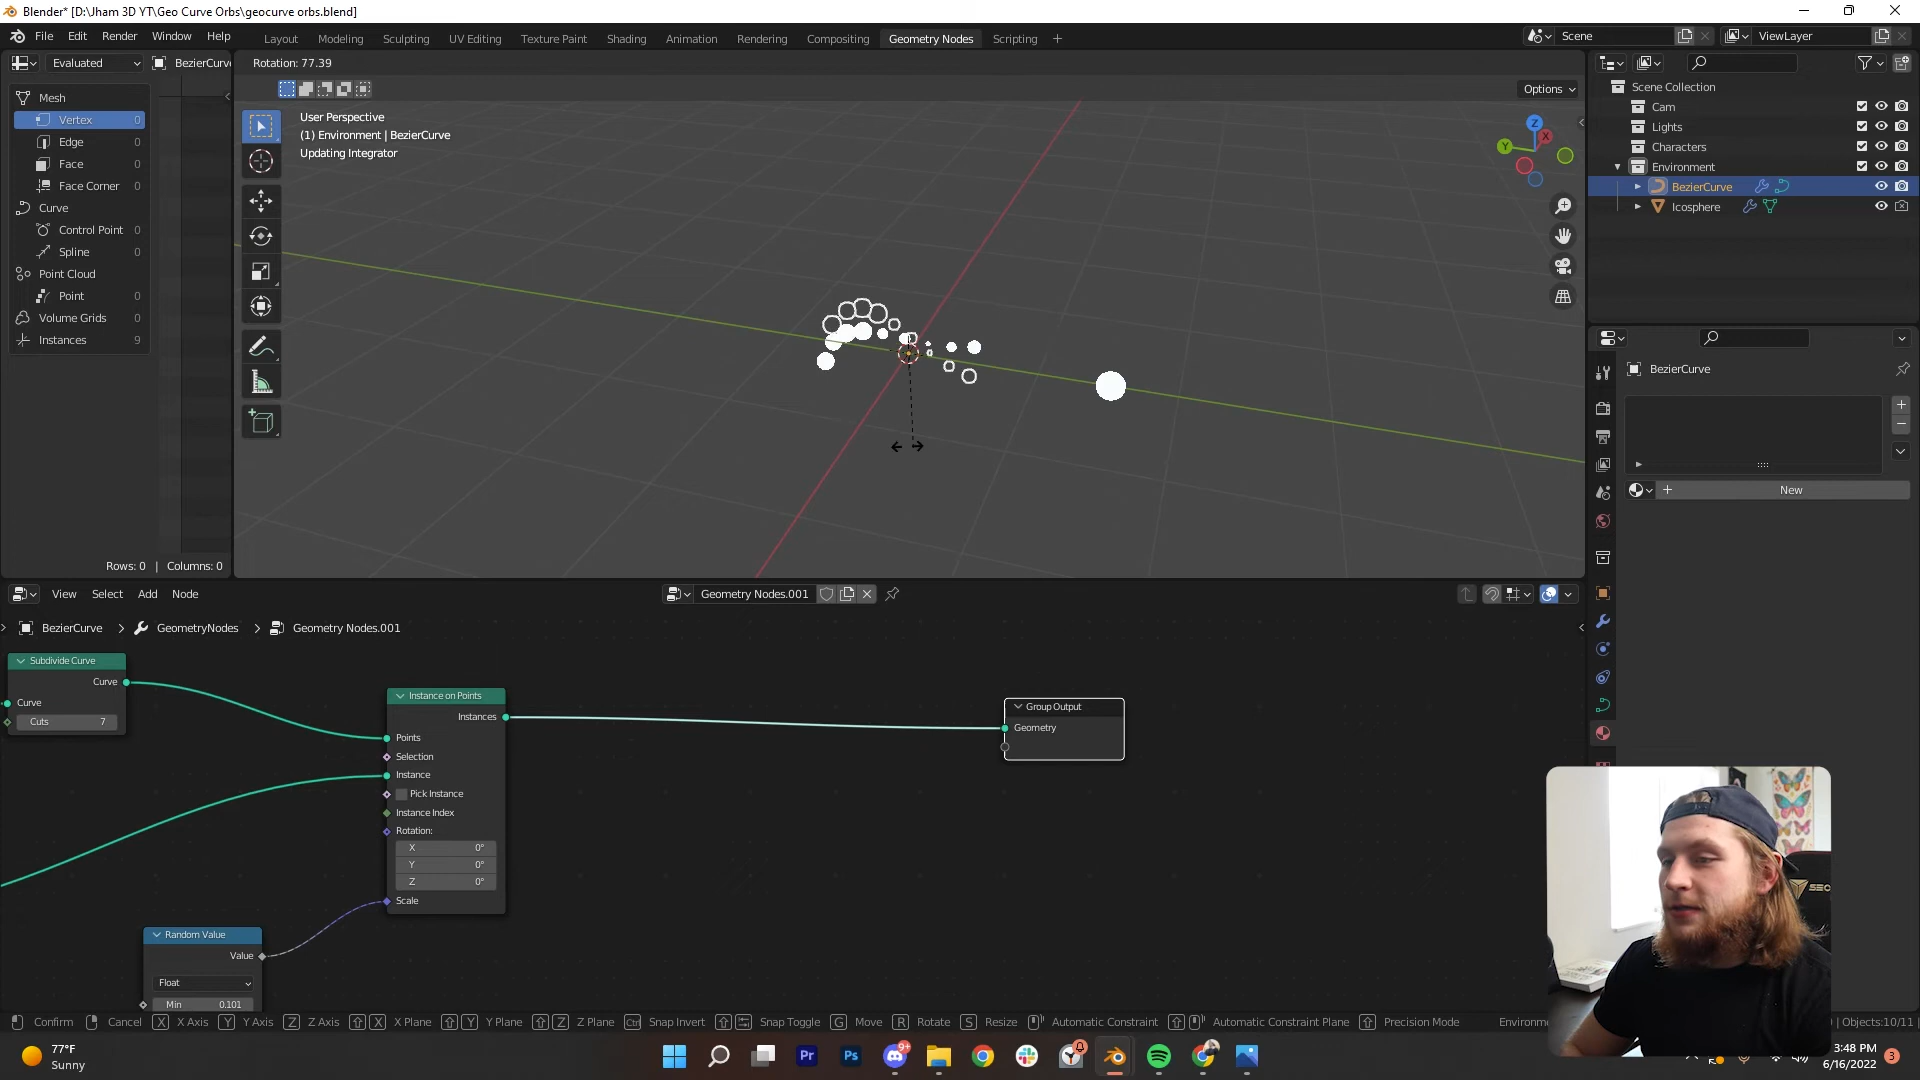 Blender* [D:\Jham 3D YT\Geo Curve Orbs\geocurve orbs.blend]
File Edit Render Window Help
Layout Modeling Sculpting UV Editing Texture Paint Shading Animation Rendering Compositing Geometry Nodes Scripting +
Scene
ViewLayer
Evaluated
BezierCurve
Rotation: 77.39
Options
Mesh
Vertex 0
Edge 0
Face 0
Face Corner 0
Curve
Control Point 0
Spline 0
Point Cloud
Point 0
Volume Grids 0
Instances 9
Rows: 0 | Columns: 0
User Perspective
(1) Environment | BezierCurve
Updating Integrator
Z
X
Y
Scene Collection
Cam
Lights
Characters
Environment
BezierCurve
Icosphere
BezierCurve
New
View Select Add Node
Geometry Nodes.001
BezierCurve > GeometryNodes > Geometry Nodes.001
Subdivide Curve
Curve
Curve
Cuts 7
Instance on Points
Instances
Points
Selection
Instance
Pick Instance
Instance Index
Rotation:
X 0°
Y 0°
Z 0°
Scale
Group Output
Geometry
Random Value
Value
Float
Min 0.101
Confirm Cancel X X Axis Y Y Axis Z Z Axis X X Plane Y Y Plane Z Z Plane Ctrl Snap Invert Snap Toggle G Move R Rotate S Resize Automatic Constraint Automatic Constraint Plane Precision Mode
Objects:10/11
77°F
Sunny
Pr
Ps
9+
3:48 PM
6/16/2022
3